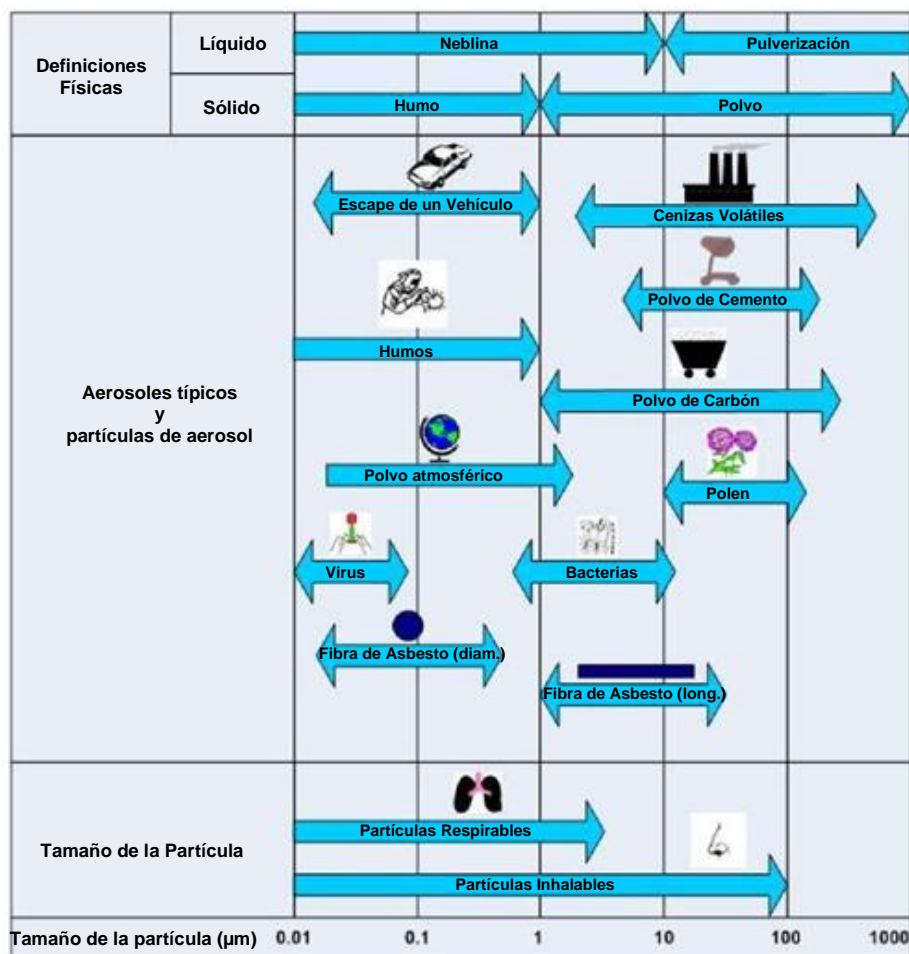 Definiciones
Físicas
Líquido
Neblina
Pulverización
Sólido
Humo
Polvo
Aerosoles típicos
y
partículas de aerosol
Escape de un Vehículo
Cenizas Volátiles
Polvo de Cemento
Humos
Polvo de Carbón
Polvo atmosférico
Polen
Virus
Bacterias
Fibra de Asbesto (diam.)
Fibra de Asbesto (long.)
Tamaño de la Partícula
Partículas Respirables
Partículas Inhalables
Tamaño de la partícula (µm) 0.01 0.1 1 10 100 1000